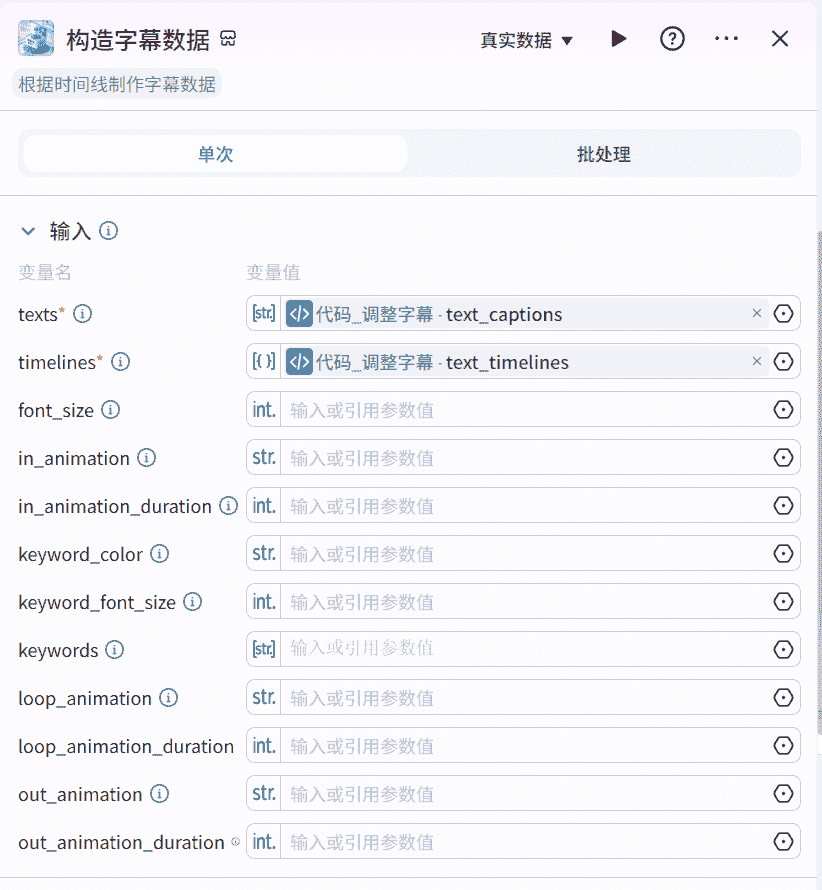 构造字幕数据
真实数据
根据时间线制作字幕数据
单次
批处理
输入
变量名 变量值
texts* [str] 代码_调整字幕 - text_captions
timelines* [{}] 代码_调整字幕 - text_timelines
font_size int. 输入或引用参数值
in_animation str. 输入或引用参数值
in_animation_duration int. 输入或引用参数值
keyword_color str. 输入或引用参数值
keyword_font_size int. 输入或引用参数值
keywords [str] 输入或引用参数值
loop_animation str. 输入或引用参数值
loop_animation_duration int. 输入或引用参数值
out_animation str. 输入或引用参数值
out_animation_duration int. 输入或引用参数值